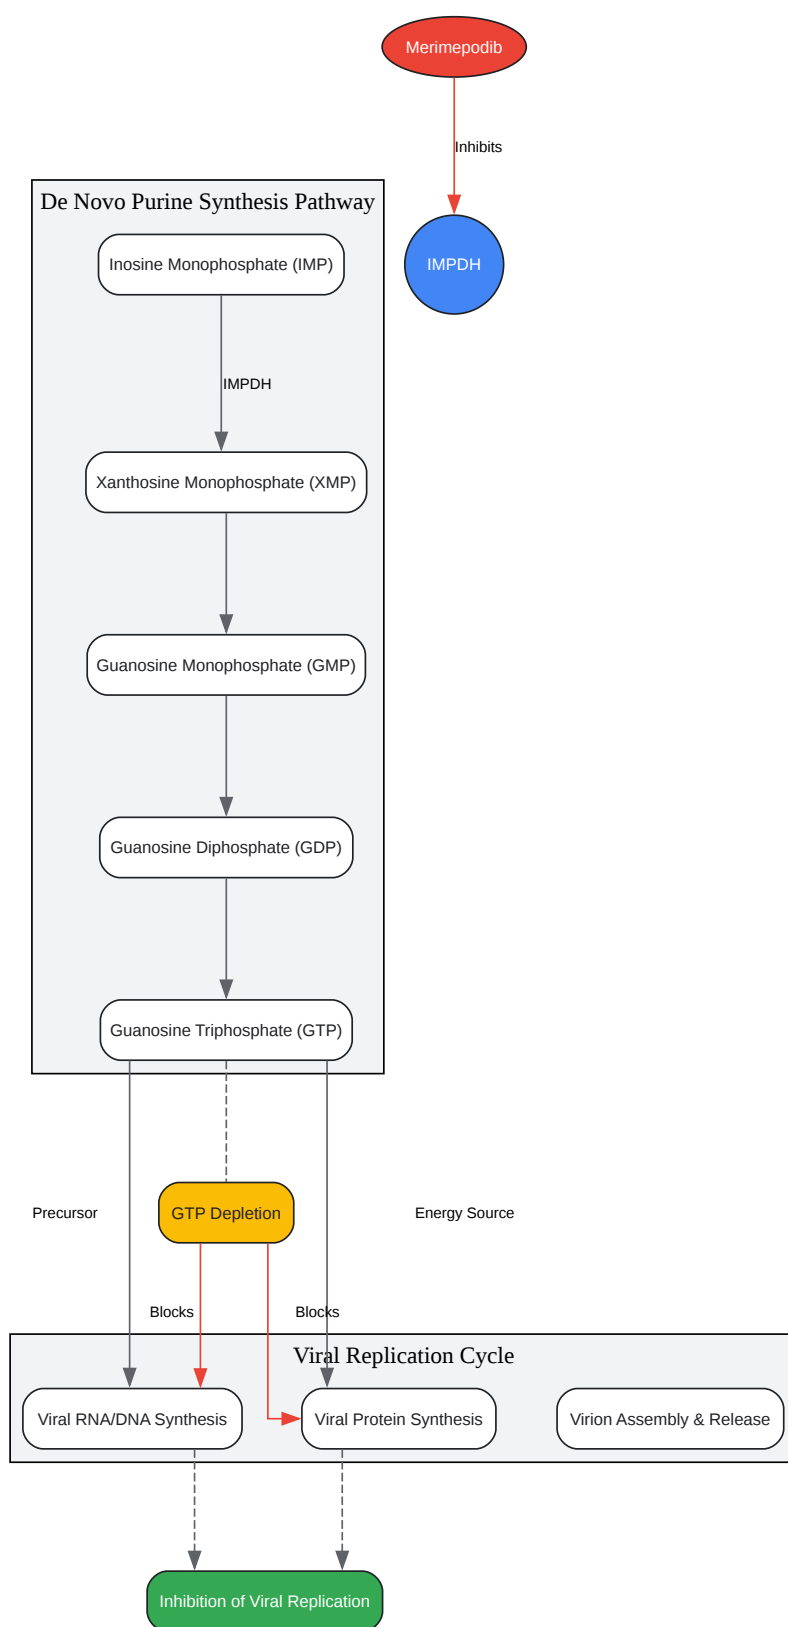 Merimepodib
Inhibits
De Novo Purine Synthesis Pathway
Inosine Monophosphate (IMP)
IMPDH
IMPDH
Xanthosine Monophosphate (XMP)
Guanosine Monophosphate (GMP)
Guanosine Diphosphate (GDP)
Guanosine Triphosphate (GTP)
Precursor
GTP Depletion
Energy Source
Blocks
Blocks
Viral Replication Cycle
Viral RNA/DNA Synthesis
Viral Protein Synthesis
Virion Assembly & Release
Inhibition of Viral Replication